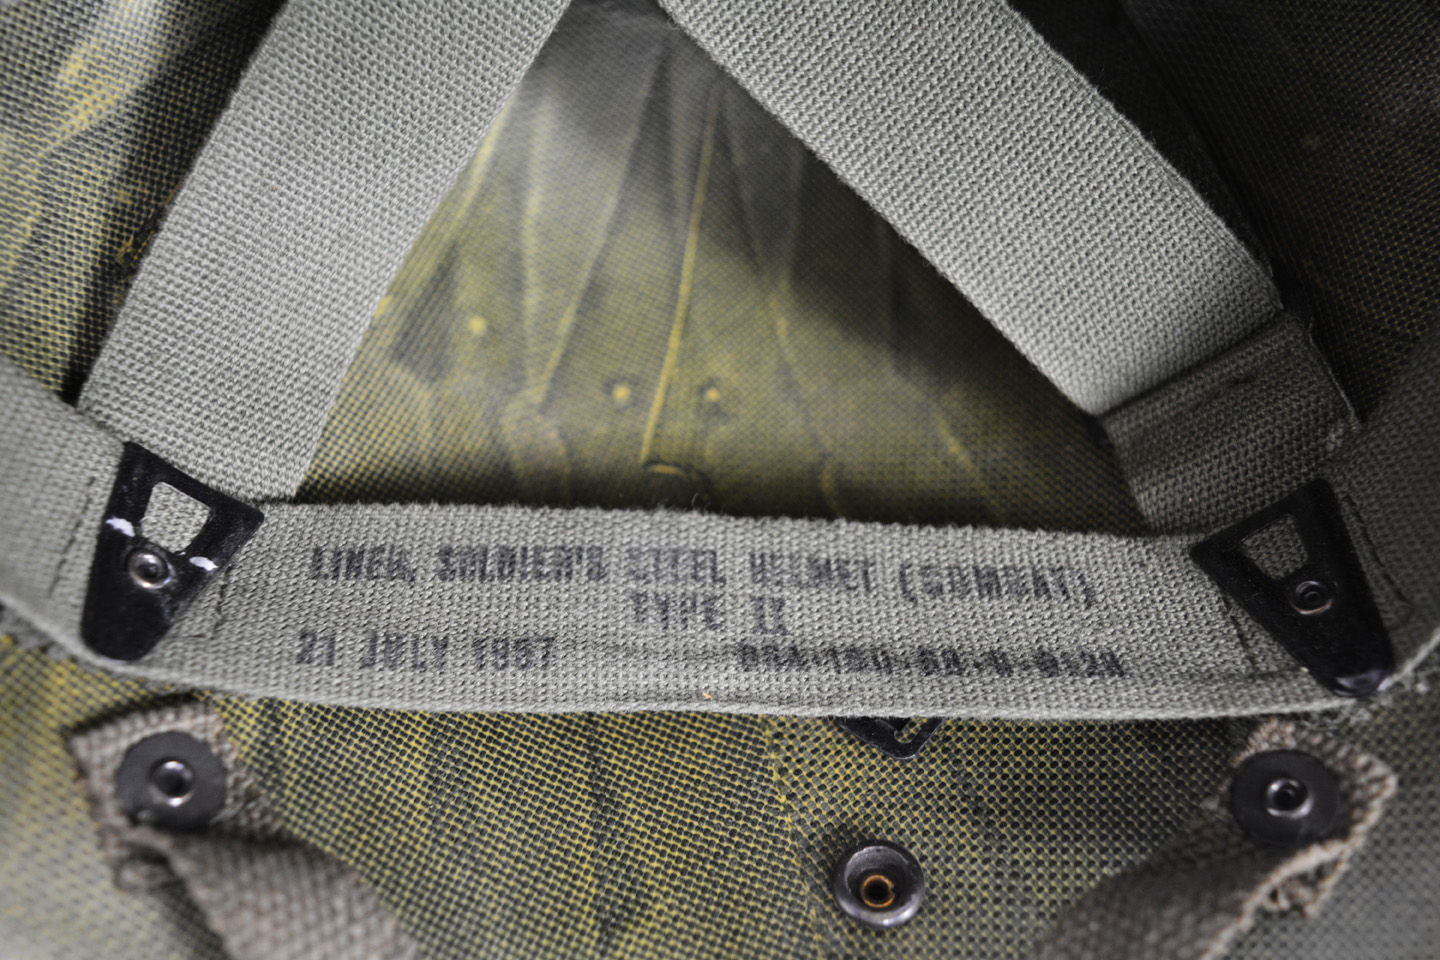 LINER, SOLDIER'S STEEL HELMET (COMBAT)
TYPE II
21 JULY 1967